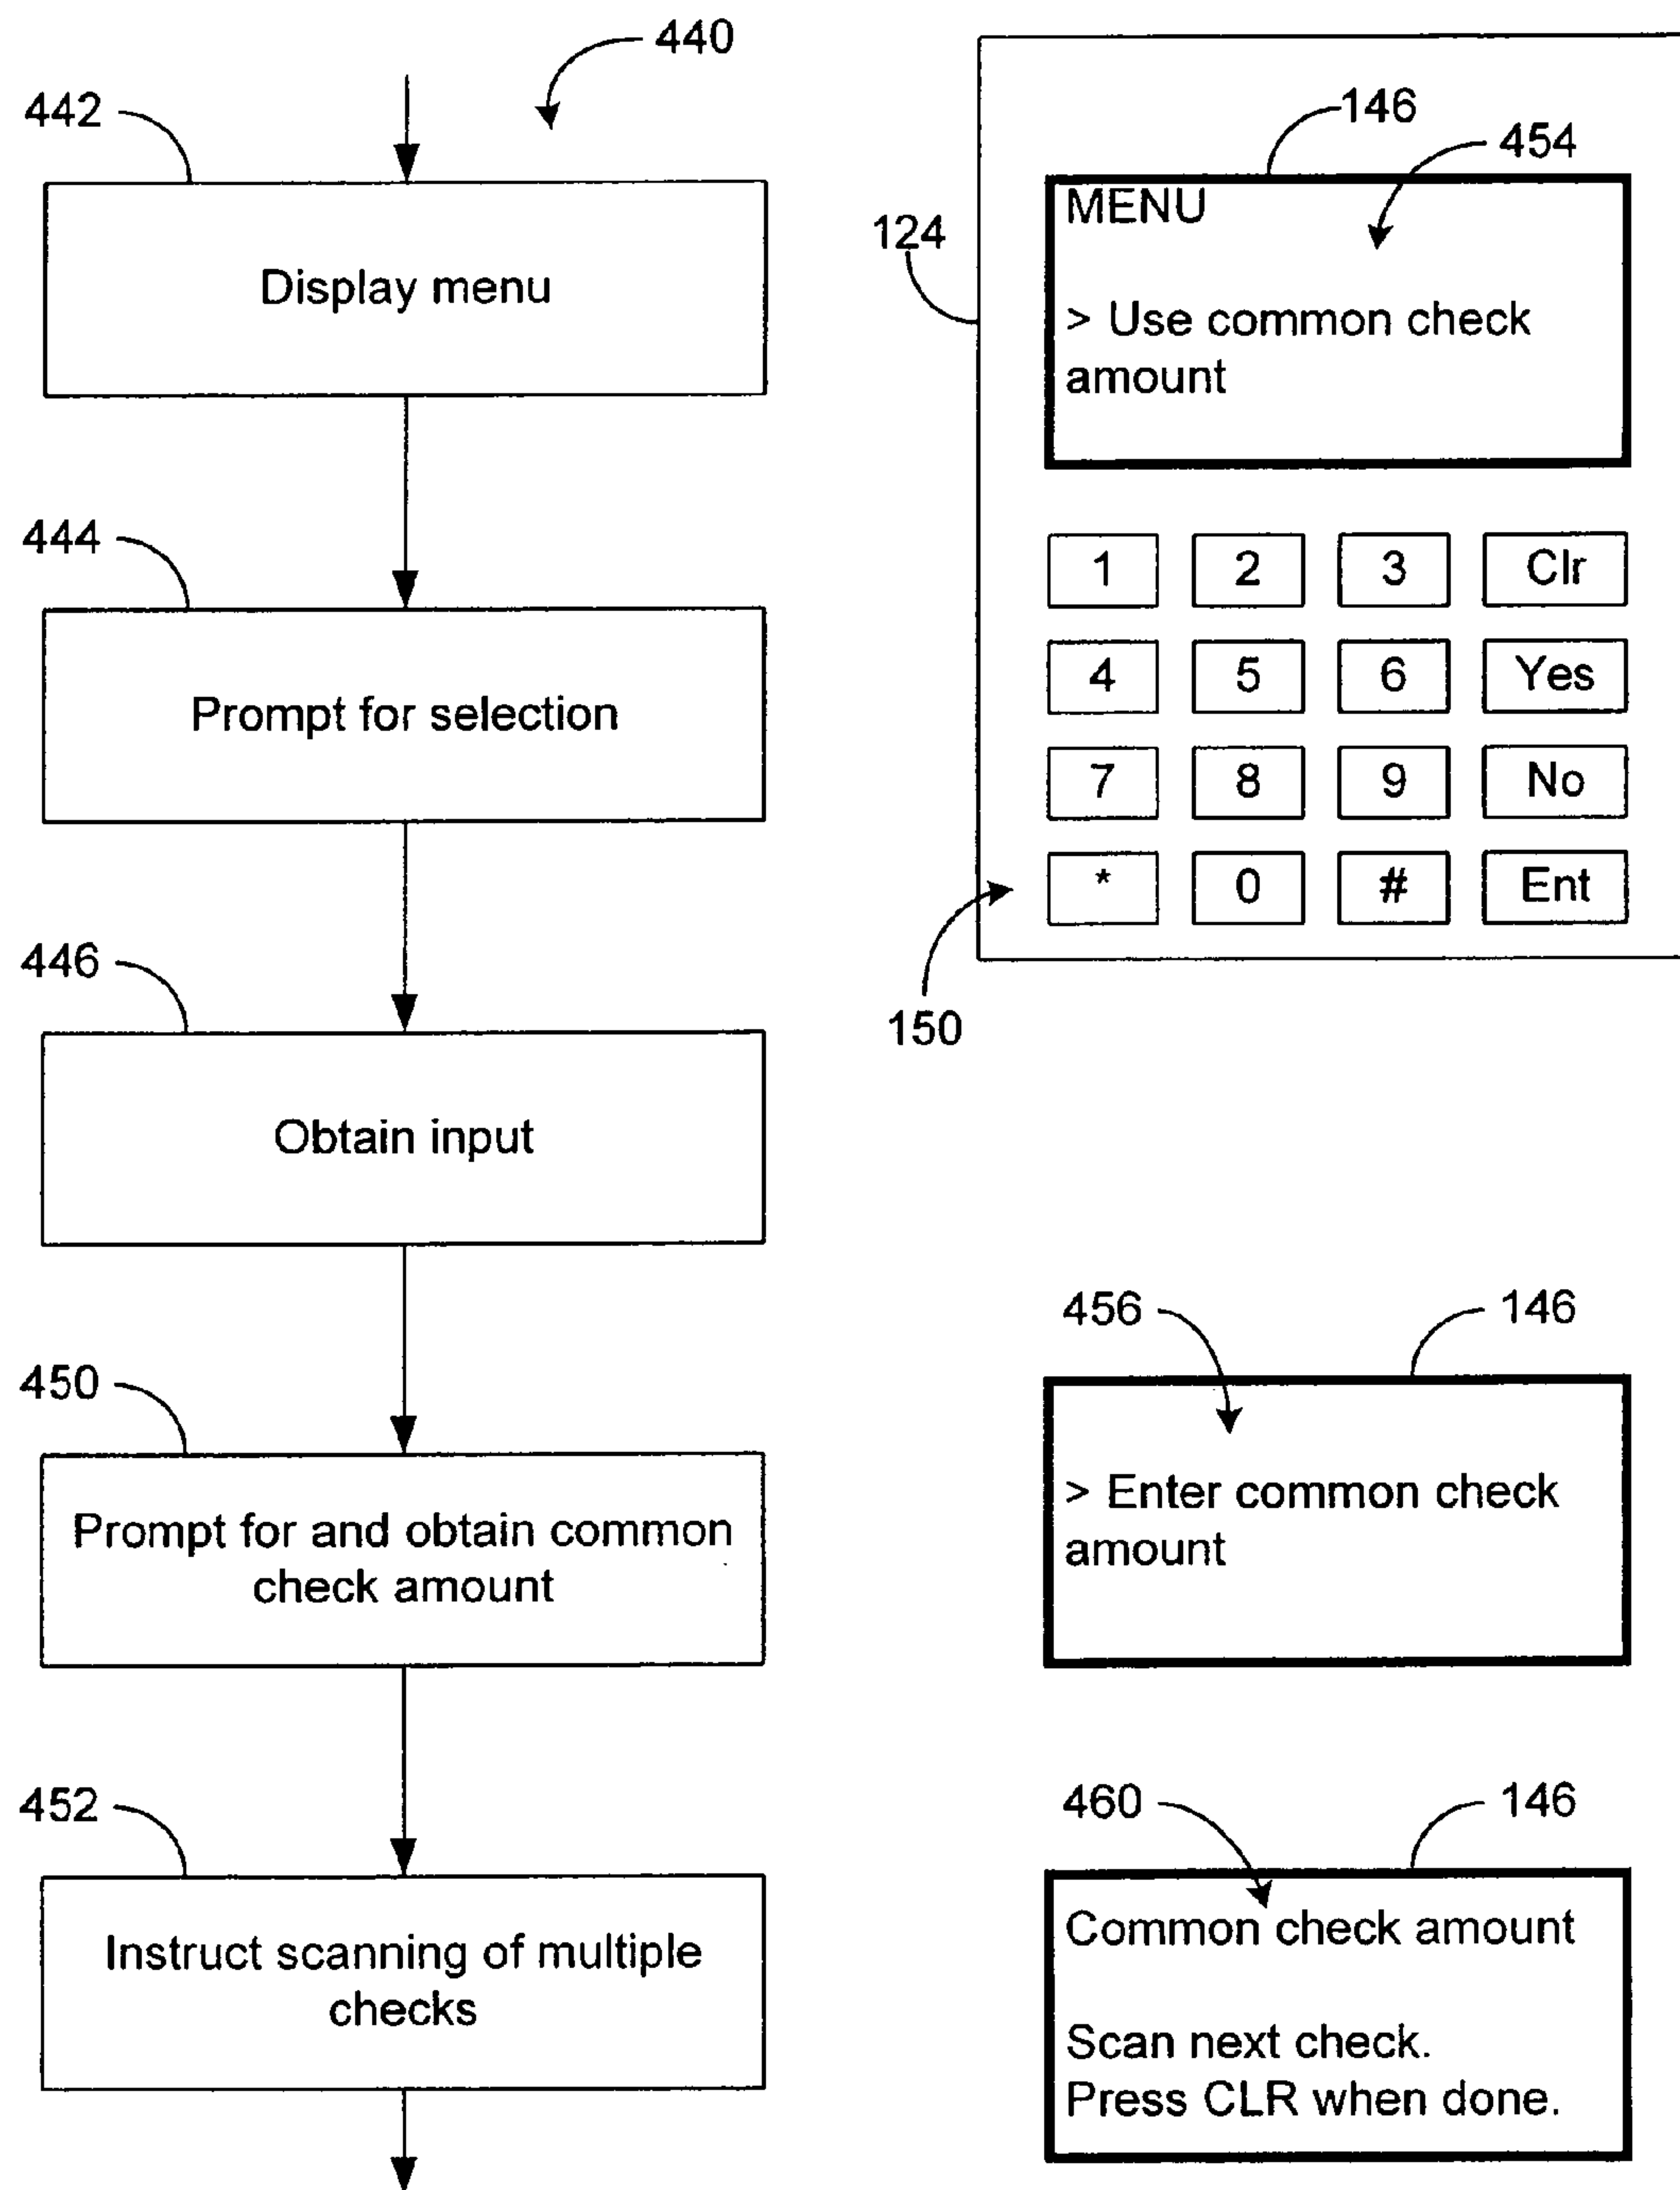 440
442
Display menu
444
Prompt for selection
446
Obtain input
450
Prompt for and obtain common
check amount
452
Instruct scanning of multiple
checks
146
454
124
MENU
> Use common check
amount
1 2 3 Clr
4 5 6 Yes
7 8 9 No
* 0 # Ent
150
456
146
> Enter common check
amount
460
146
Common check amount
Scan next check.
Press CLR when done.